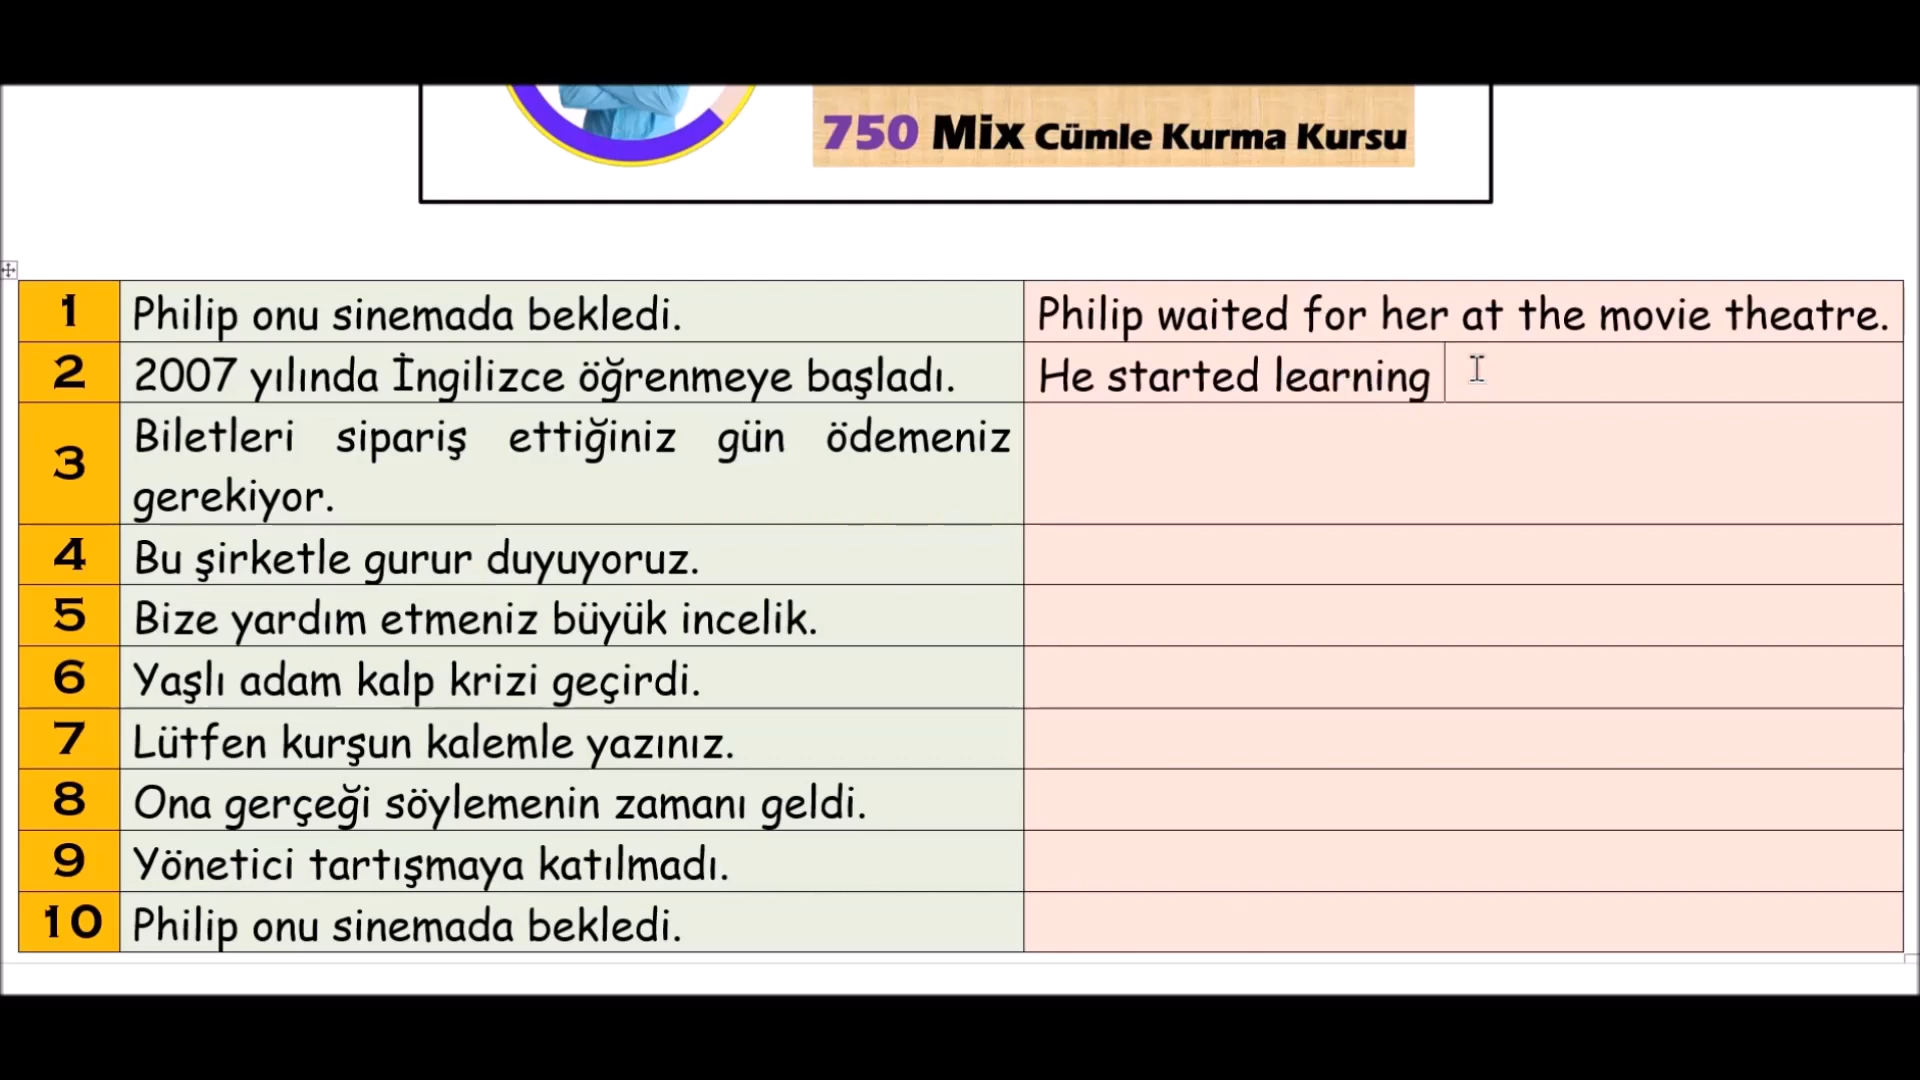 750 Mix Cümle Kurma Kursu
1 Philip onu sinemada bekledi. Philip waited for her at the movie theatre.
2 2007 yılında İngilizce öğrenmeye başladı. He started learning
3 Biletleri sipariş ettiğiniz gün ödemeniz
gerekiyor.
4 Bu şirketle gurur duyuyoruz.
5 Bize yardım etmeniz büyük incelik.
6 Yaşlı adam kalp krizi geçirdi.
7 Lütfen kurşun kalemle yazınız.
8 Ona gerçeği söylemenin zamanı geldi.
9 Yönetici tartışmaya katılmadı.
10 Philip onu sinemada bekledi.